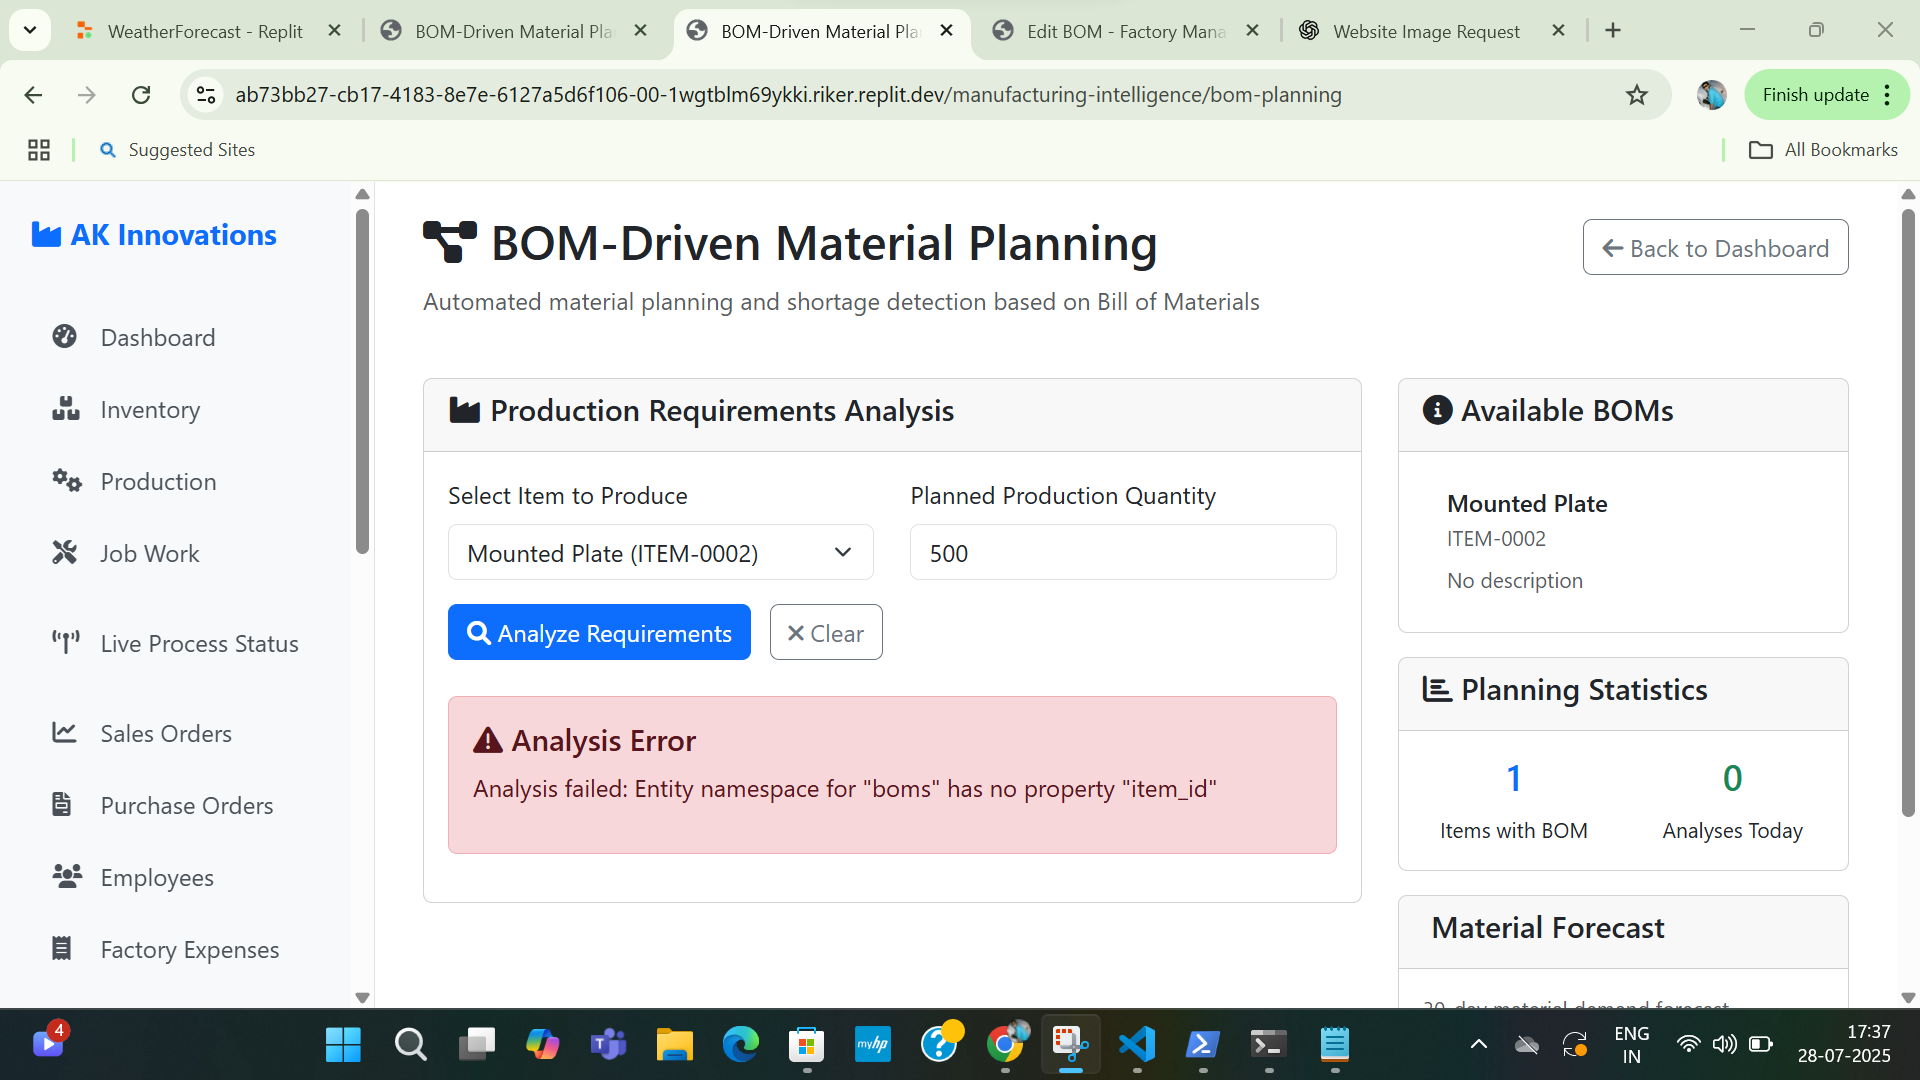 WeatherForecast - Replit
BOM-Driven Material Pla
BOM-Driven Material Pla
Edit BOM - Factory Mana
Website Image Request
ab73bb27-cb17-4183-8e7e-6127a5d6f106-00-1wgtblm69ykki.riker.replit.dev/manufacturing-intelligence/bom-planning
Finish update
Suggested Sites
All Bookmarks
AK Innovations
Dashboard
Inventory
Production
Job Work
Live Process Status
Sales Orders
Purchase Orders
Employees
Factory Expenses
BOM-Driven Material Planning
Automated material planning and shortage detection based on Bill of Materials
Back to Dashboard
Production Requirements Analysis
Select Item to Produce
Mounted Plate (ITEM-0002)
Planned Production Quantity
500
Analyze Requirements
Clear
Analysis Error
Analysis failed: Entity namespace for "boms" has no property "item_id"
Available BOMs
Mounted Plate
ITEM-0002
No description
Planning Statistics
1
Items with BOM
0
Analyses Today
Material Forecast
30-day material demand forecast
4
myhp
ENG
IN
17:37
28-07-2025